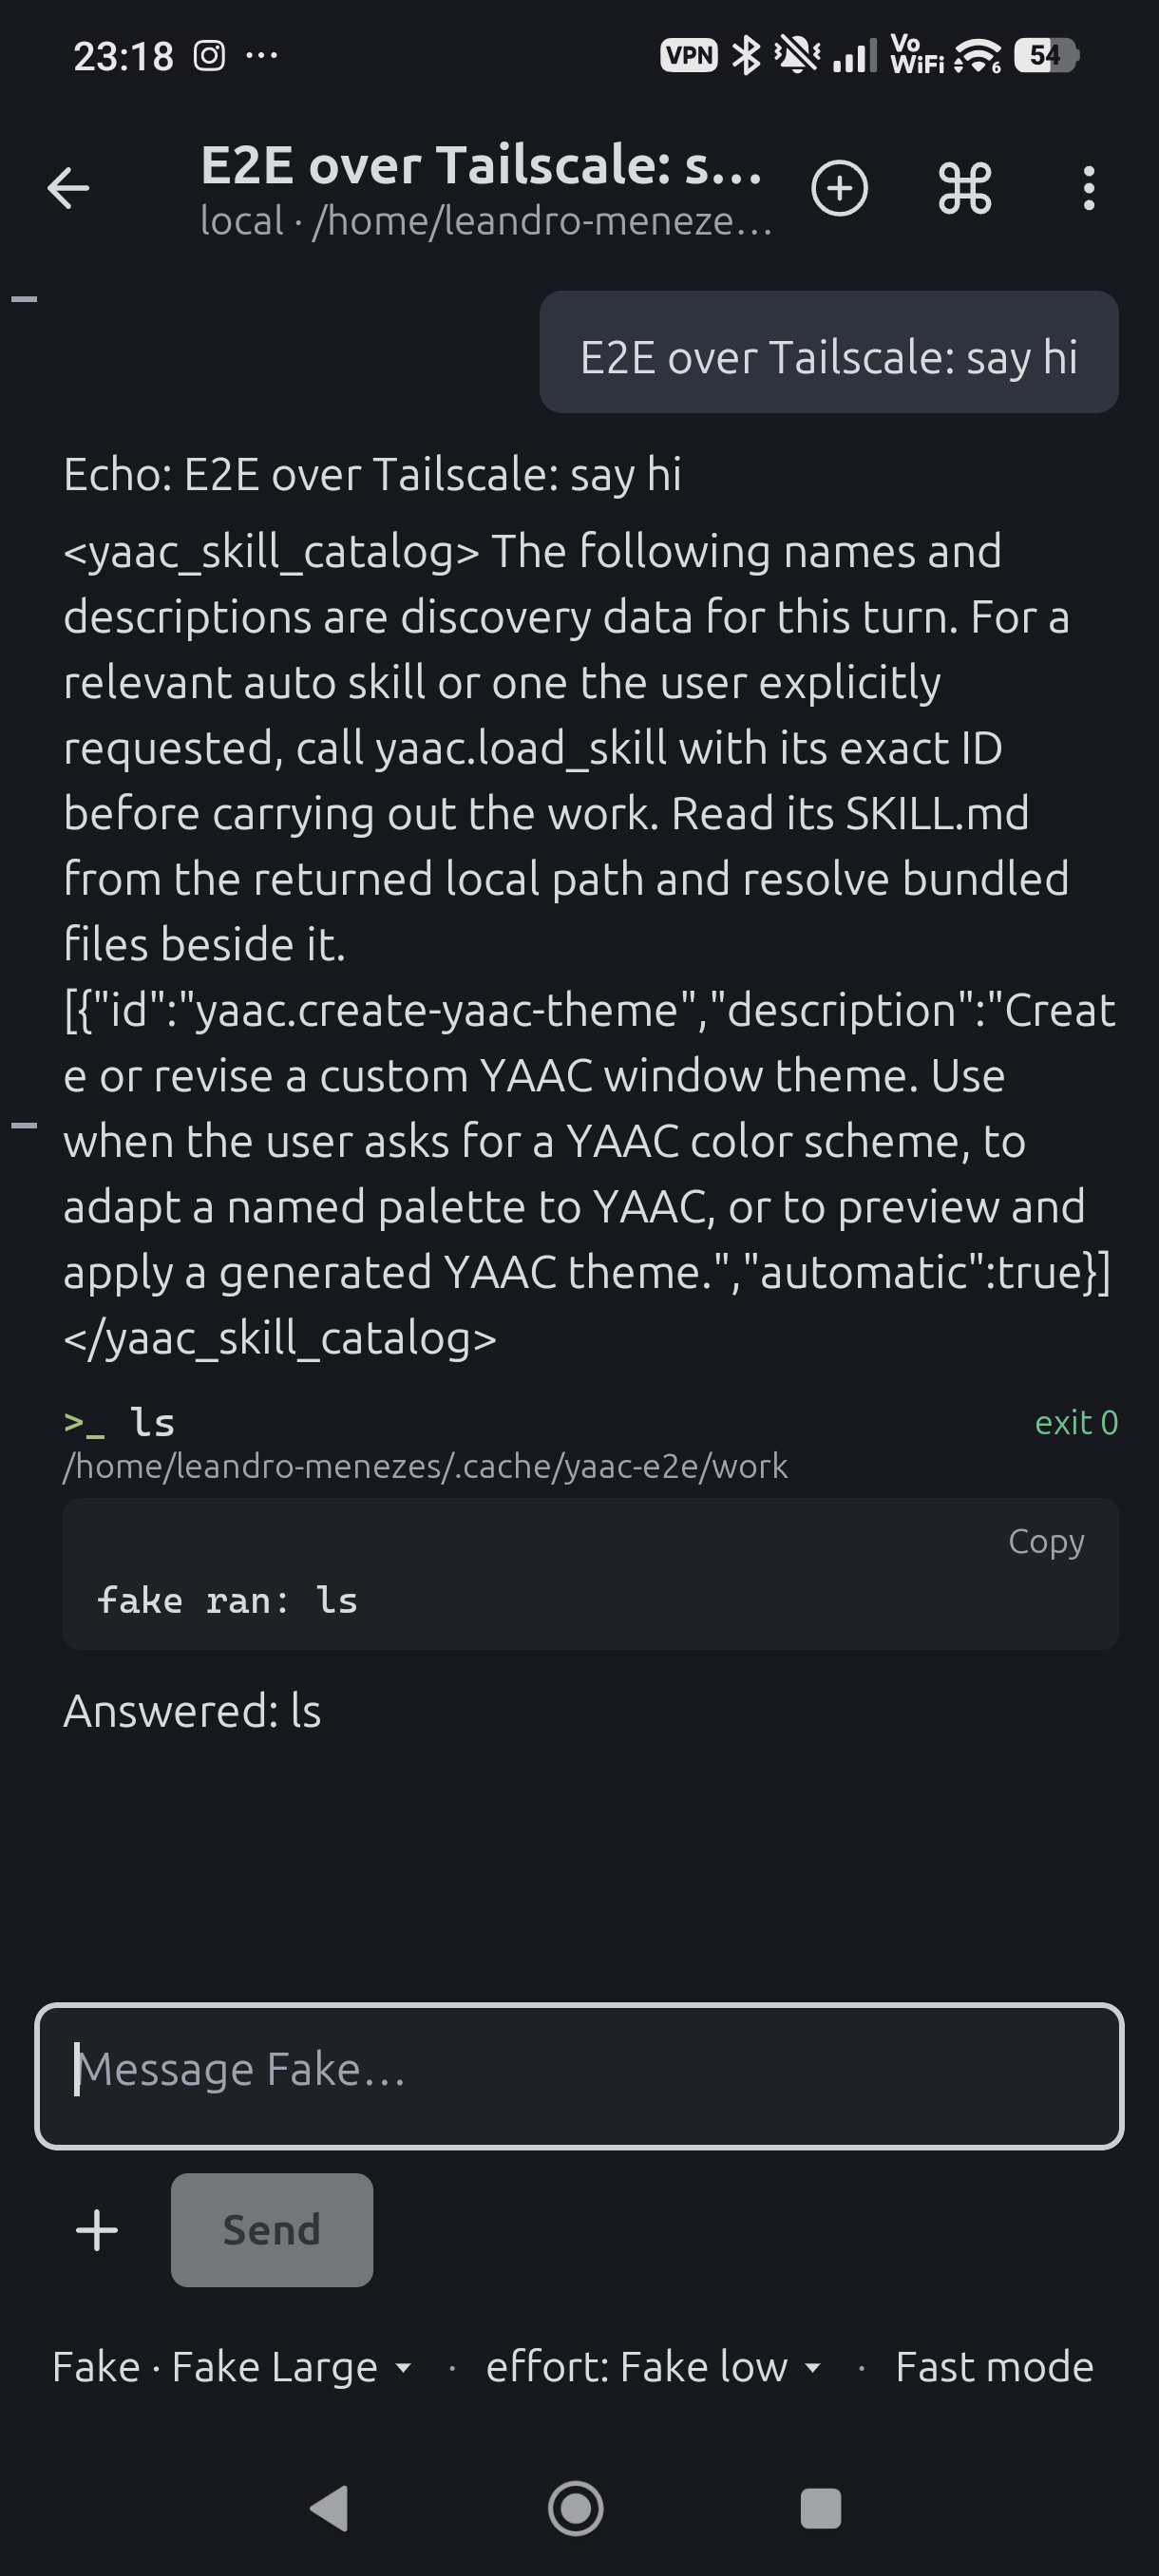 23:18 ...
VPN Vo WiFi 6 54
E2E over Tailscale: s...
local · /home/leandro-meneze...
E2E over Tailscale: say hi
Echo: E2E over Tailscale: say hi
<yaac_skill_catalog> The following names and
descriptions are discovery data for this turn. For a
relevant auto skill or one the user explicitly
requested, call yaac.load_skill with its exact ID
before carrying out the work. Read its SKILL.md
from the returned local path and resolve bundled
files beside it.
[{"id":"yaac.create-yaac-theme","description":"Creat
e or revise a custom YAAC window theme. Use
when the user asks for a YAAC color scheme, to
adapt a named palette to YAAC, or to preview and
apply a generated YAAC theme.","automatic":true}]
</yaac_skill_catalog>
>_ ls exit 0
/home/leandro-menezes/.cache/yaac-e2e/work
Copy
fake ran: ls
Answered: ls
Message Fake...
+ Send
Fake · Fake Large ▾ · effort: Fake low ▾ · Fast mode